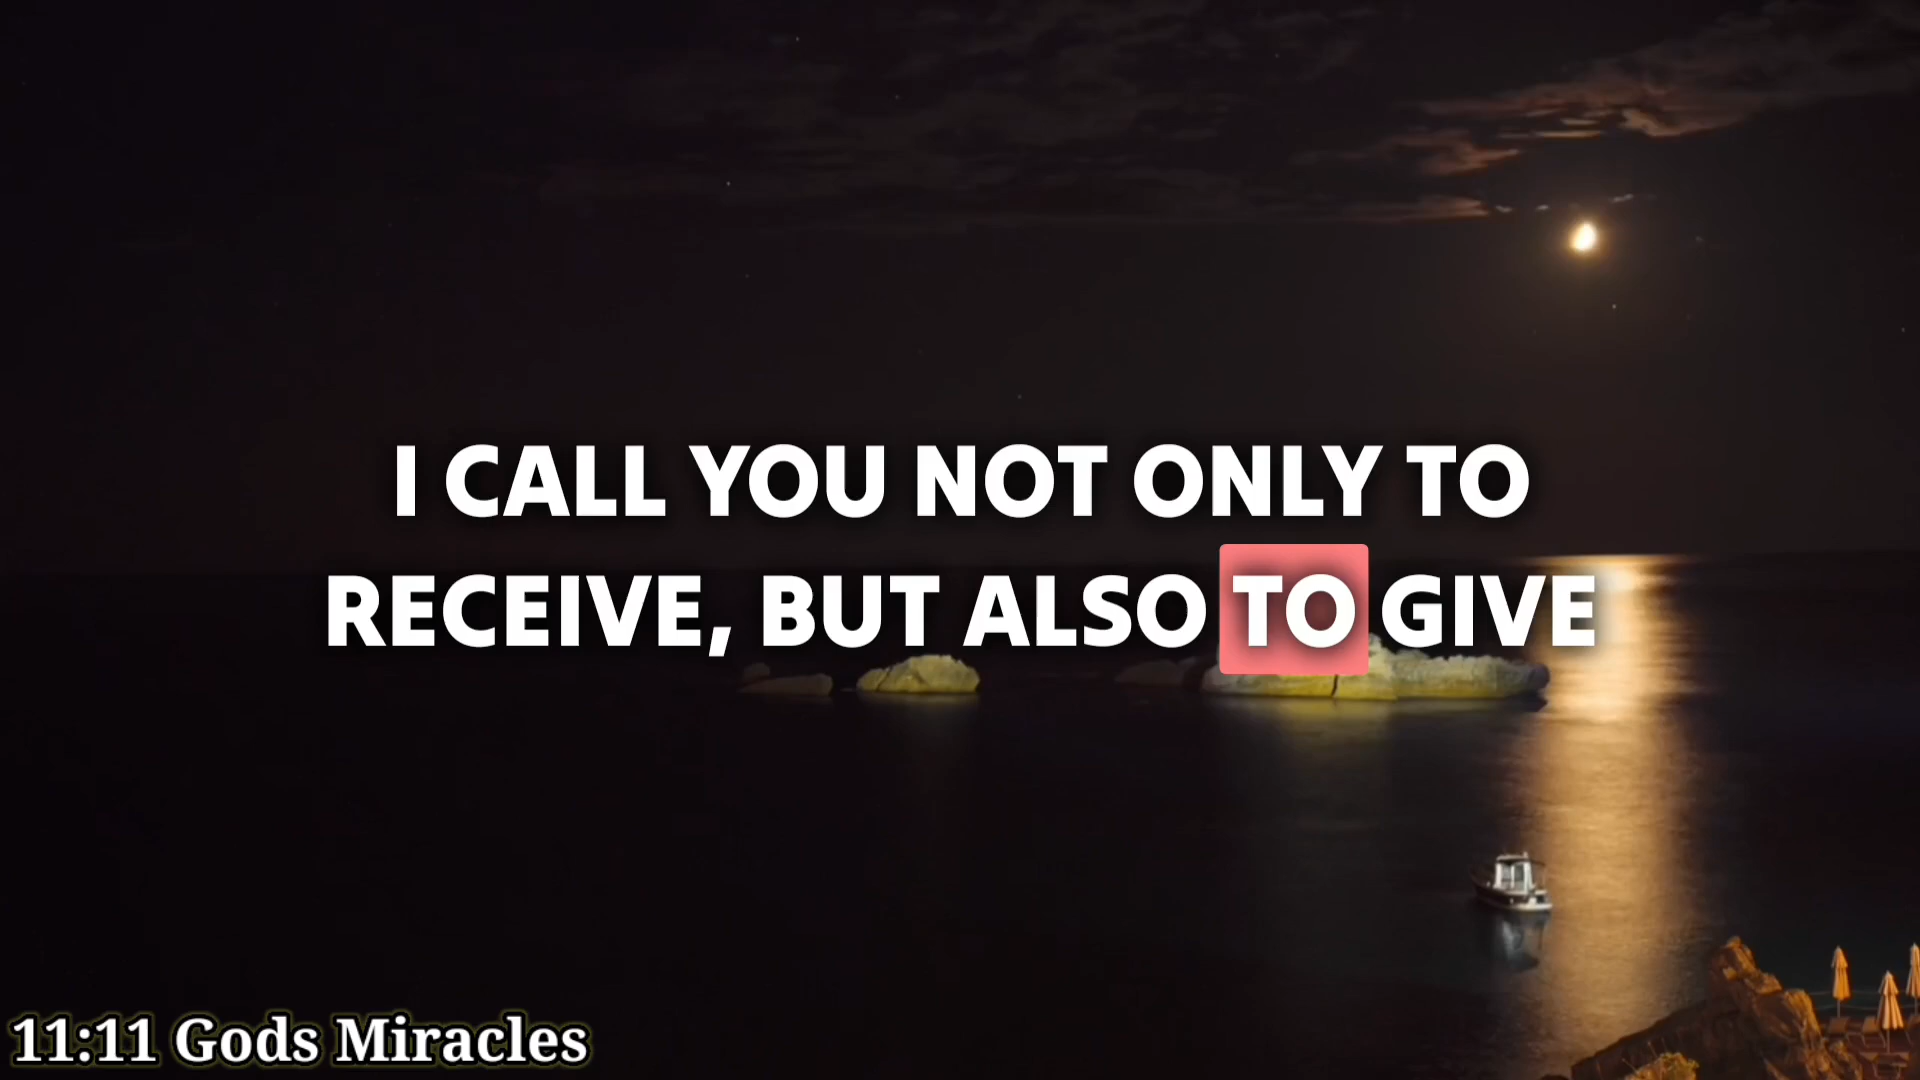 I CALL YOU NOT ONLY TO
RECEIVE, BUT ALSO TO GIVE
11:11 Gods Miracles